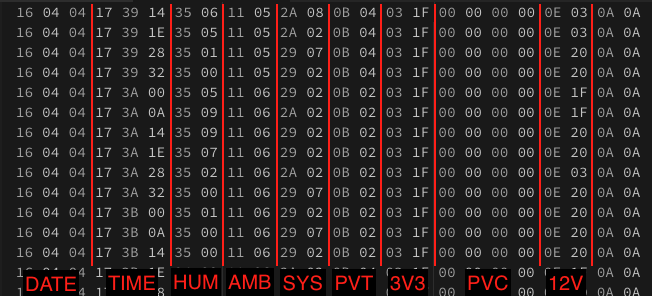 16 04 04 17 39 14 35 06 11 05 2A 08 0B 04 03 1F 00 00 00 00 0E 03 0A 0A
16 04 04 17 39 1E 35 05 11 05 2A 02 0B 04 03 1F 00 00 00 00 0E 03 0A 0A
16 04 04 17 39 28 35 01 11 05 29 07 0B 04 03 1F 00 00 00 00 0E 20 0A 0A
16 04 04 17 39 32 35 00 11 05 29 02 0B 04 03 1F 00 00 00 00 0E 20 0A 0A
16 04 04 17 3A 00 35 05 11 06 29 02 0B 02 03 1F 00 00 00 00 0E 1F 0A 0A
16 04 04 17 3A 0A 35 09 11 06 2A 02 0B 02 03 1F 00 00 00 00 0E 1F 0A 0A
16 04 04 17 3A 14 35 09 11 06 29 02 0B 02 03 1F 00 00 00 00 0E 20 0A 0A
16 04 04 17 3A 1E 35 07 11 06 29 02 0B 02 03 1F 00 00 00 00 0E 20 0A 0A
16 04 04 17 3A 28 35 02 11 06 2A 02 0B 02 03 1F 00 00 00 00 0E 03 0A 0A
16 04 04 17 3A 32 35 00 11 06 29 07 0B 02 03 1F 00 00 00 00 0E 20 0A 0A
16 04 04 17 3B 00 35 01 11 06 29 02 0B 02 03 1F 00 00 00 00 0E 20 0A 0A
16 04 04 17 3B 0A 35 00 11 06 29 07 0B 02 03 1F 00 00 00 00 0E 20 0A 0A
16 04 04 17 3B 14 35 00 11 06 29 02 0B 02 03 1F 00 00 00 00 0E 20 0A 0A
DATE TIME HUM AMB SYS PVT 3V3 PVC 12V